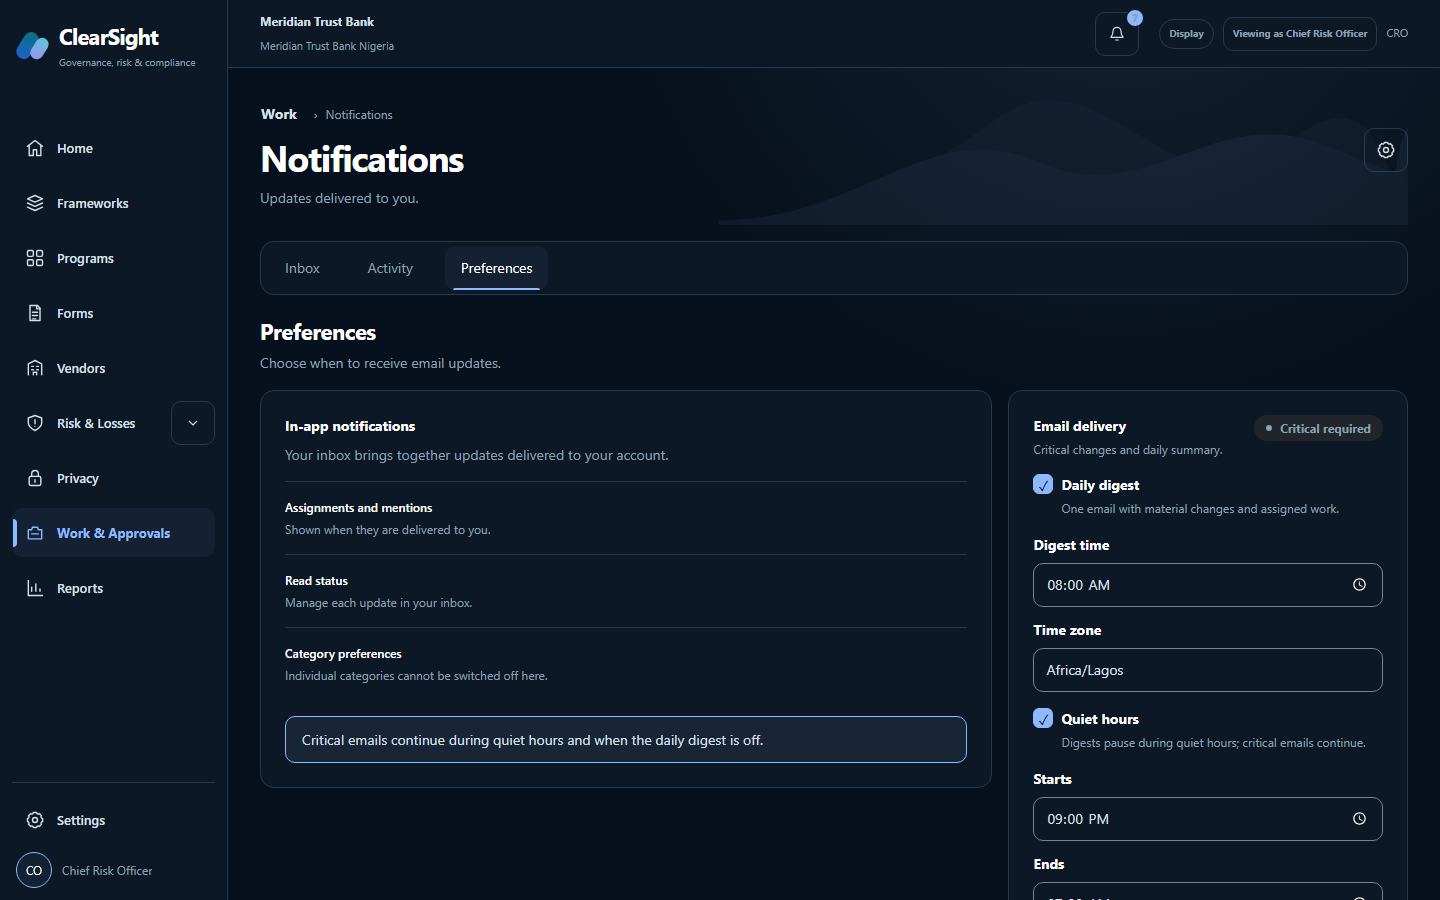 ClearSight
Governance, risk & compliance
Home
Frameworks
Programs
Forms
Vendors
Risk & Losses
Privacy
Work & Approvals
Reports
Settings
CO
Chief Risk Officer
Meridian Trust Bank
Meridian Trust Bank Nigeria
Display
Viewing as Chief Risk Officer
CRO
Work › Notifications
Notifications
Updates delivered to you.
Inbox
Activity
Preferences
Preferences
Choose when to receive email updates.
In-app notifications
Your inbox brings together updates delivered to your account.
Assignments and mentions
Shown when they are delivered to you.
Read status
Manage each update in your inbox.
Category preferences
Individual categories cannot be switched off here.
Critical emails continue during quiet hours and when the daily digest is off.
Email delivery
Critical required
Critical changes and daily summary.
Daily digest
One email with material changes and assigned work.
Digest time
08:00 AM
Time zone
Africa/Lagos
Quiet hours
Digests pause during quiet hours; critical emails continue.
Starts
09:00 PM
Ends